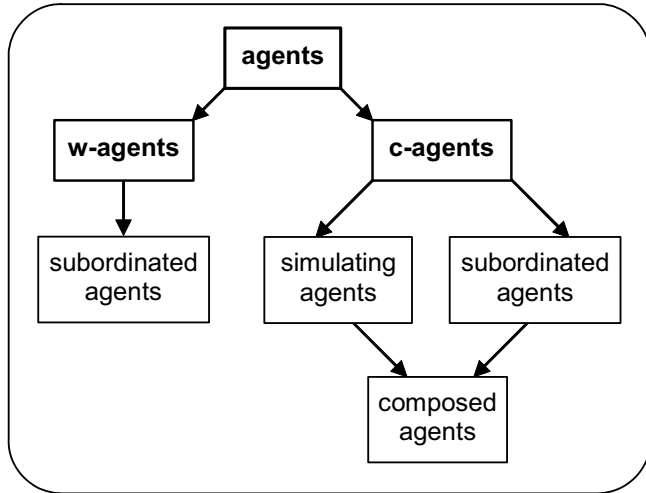 agents
w-agents
c-agents
subordinated
agents
simulating
agents
subordinated
agents
composed
agents